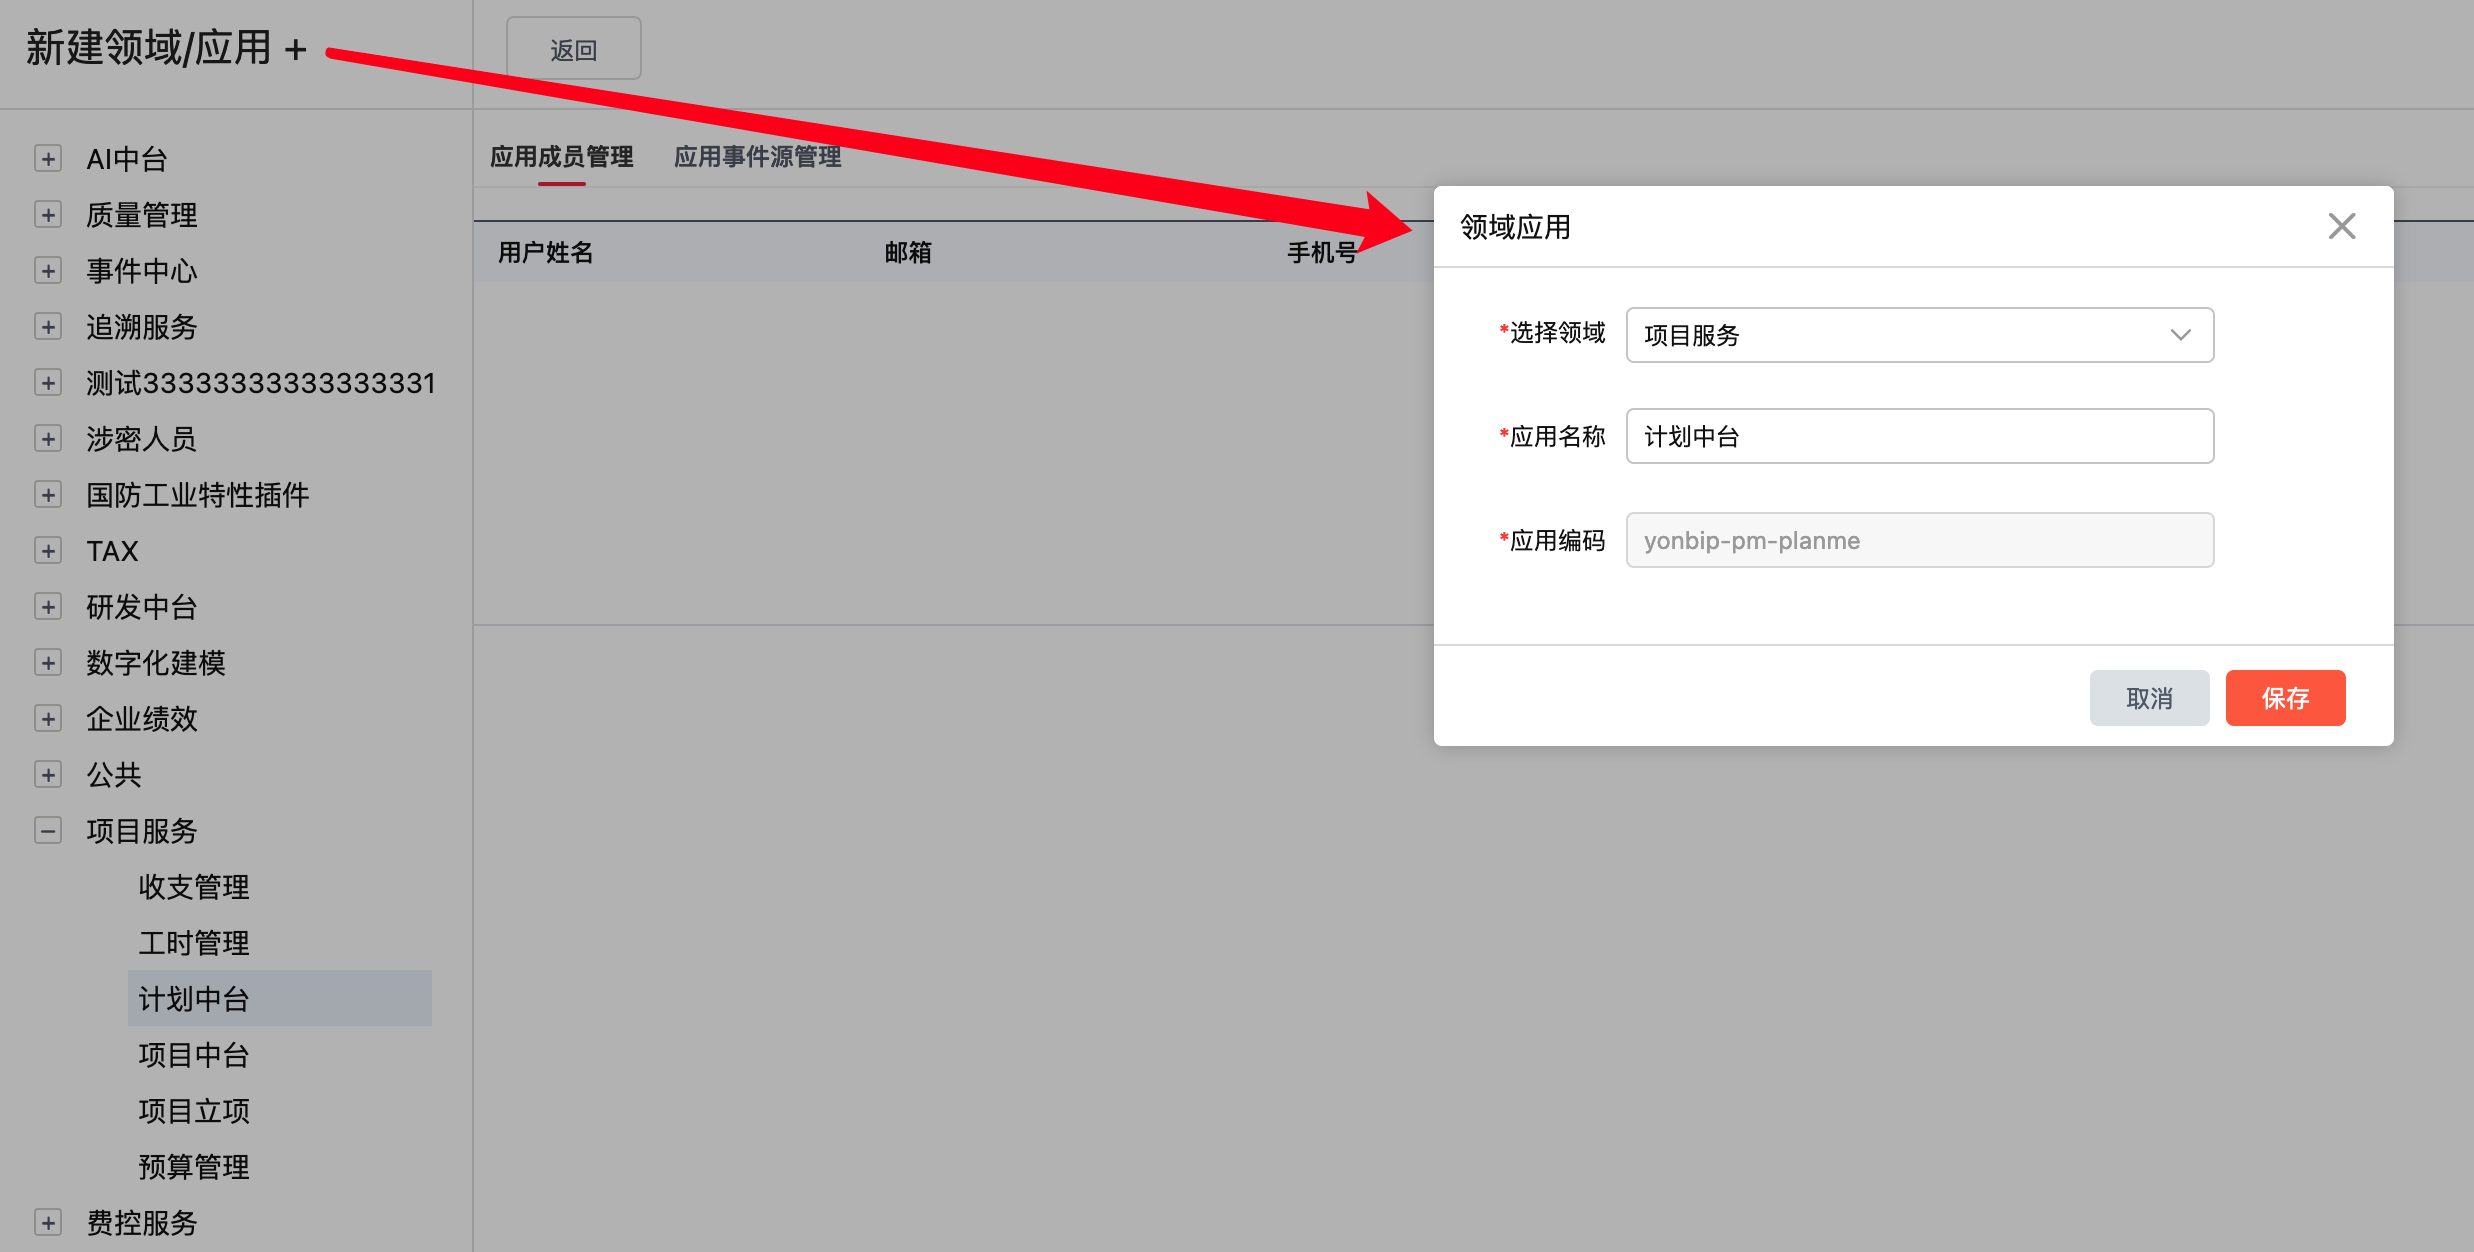 新建领域/应用 +
返回
AI中台
质量管理
事件中心
追溯服务
测试33333333333333331
涉密人员
国防工业特性插件
TAX
研发中台
数字化建模
企业绩效
公共
项目服务
收支管理
工时管理
计划中台
项目中台
项目立项
预算管理
费控服务
应用成员管理 应用事件源管理
用户姓名 邮箱 手机号
领域应用
*选择领域 项目服务
*应用名称 计划中台
*应用编码 yonbip-pm-planme
取消 保存